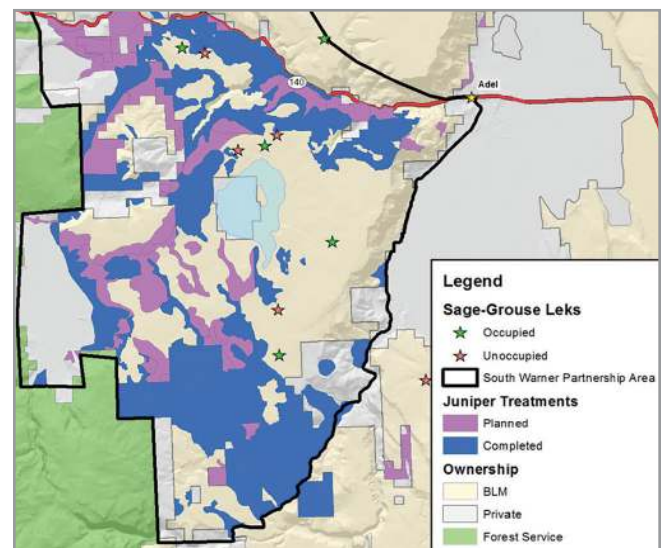 140
Adel
Legend
Sage-Grouse Leks
Occupied
Unoccupied
South Warner Partnership Area
Juniper Treatments
Planned
Completed
Ownership
BLM
Private
Forest Service